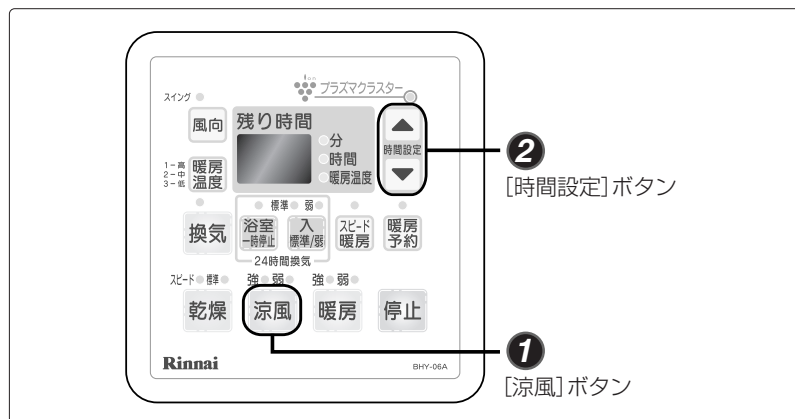 ion
プラズマクラスター
スイング
風向
残り時間
分
時間
暖房温度
時間設定
1-高
2-中
3-低
暖房
温度
2
[時間設定]ボタン
標準 弱
換気
浴室
一時停止
入
標準/弱
スピード
暖房
暖房
予約
24時間換気
スピード 標準
強 弱
強 弱
乾燥
涼風
暖房
停止
1
[涼風]ボタン
Rinnai
BHY-06A